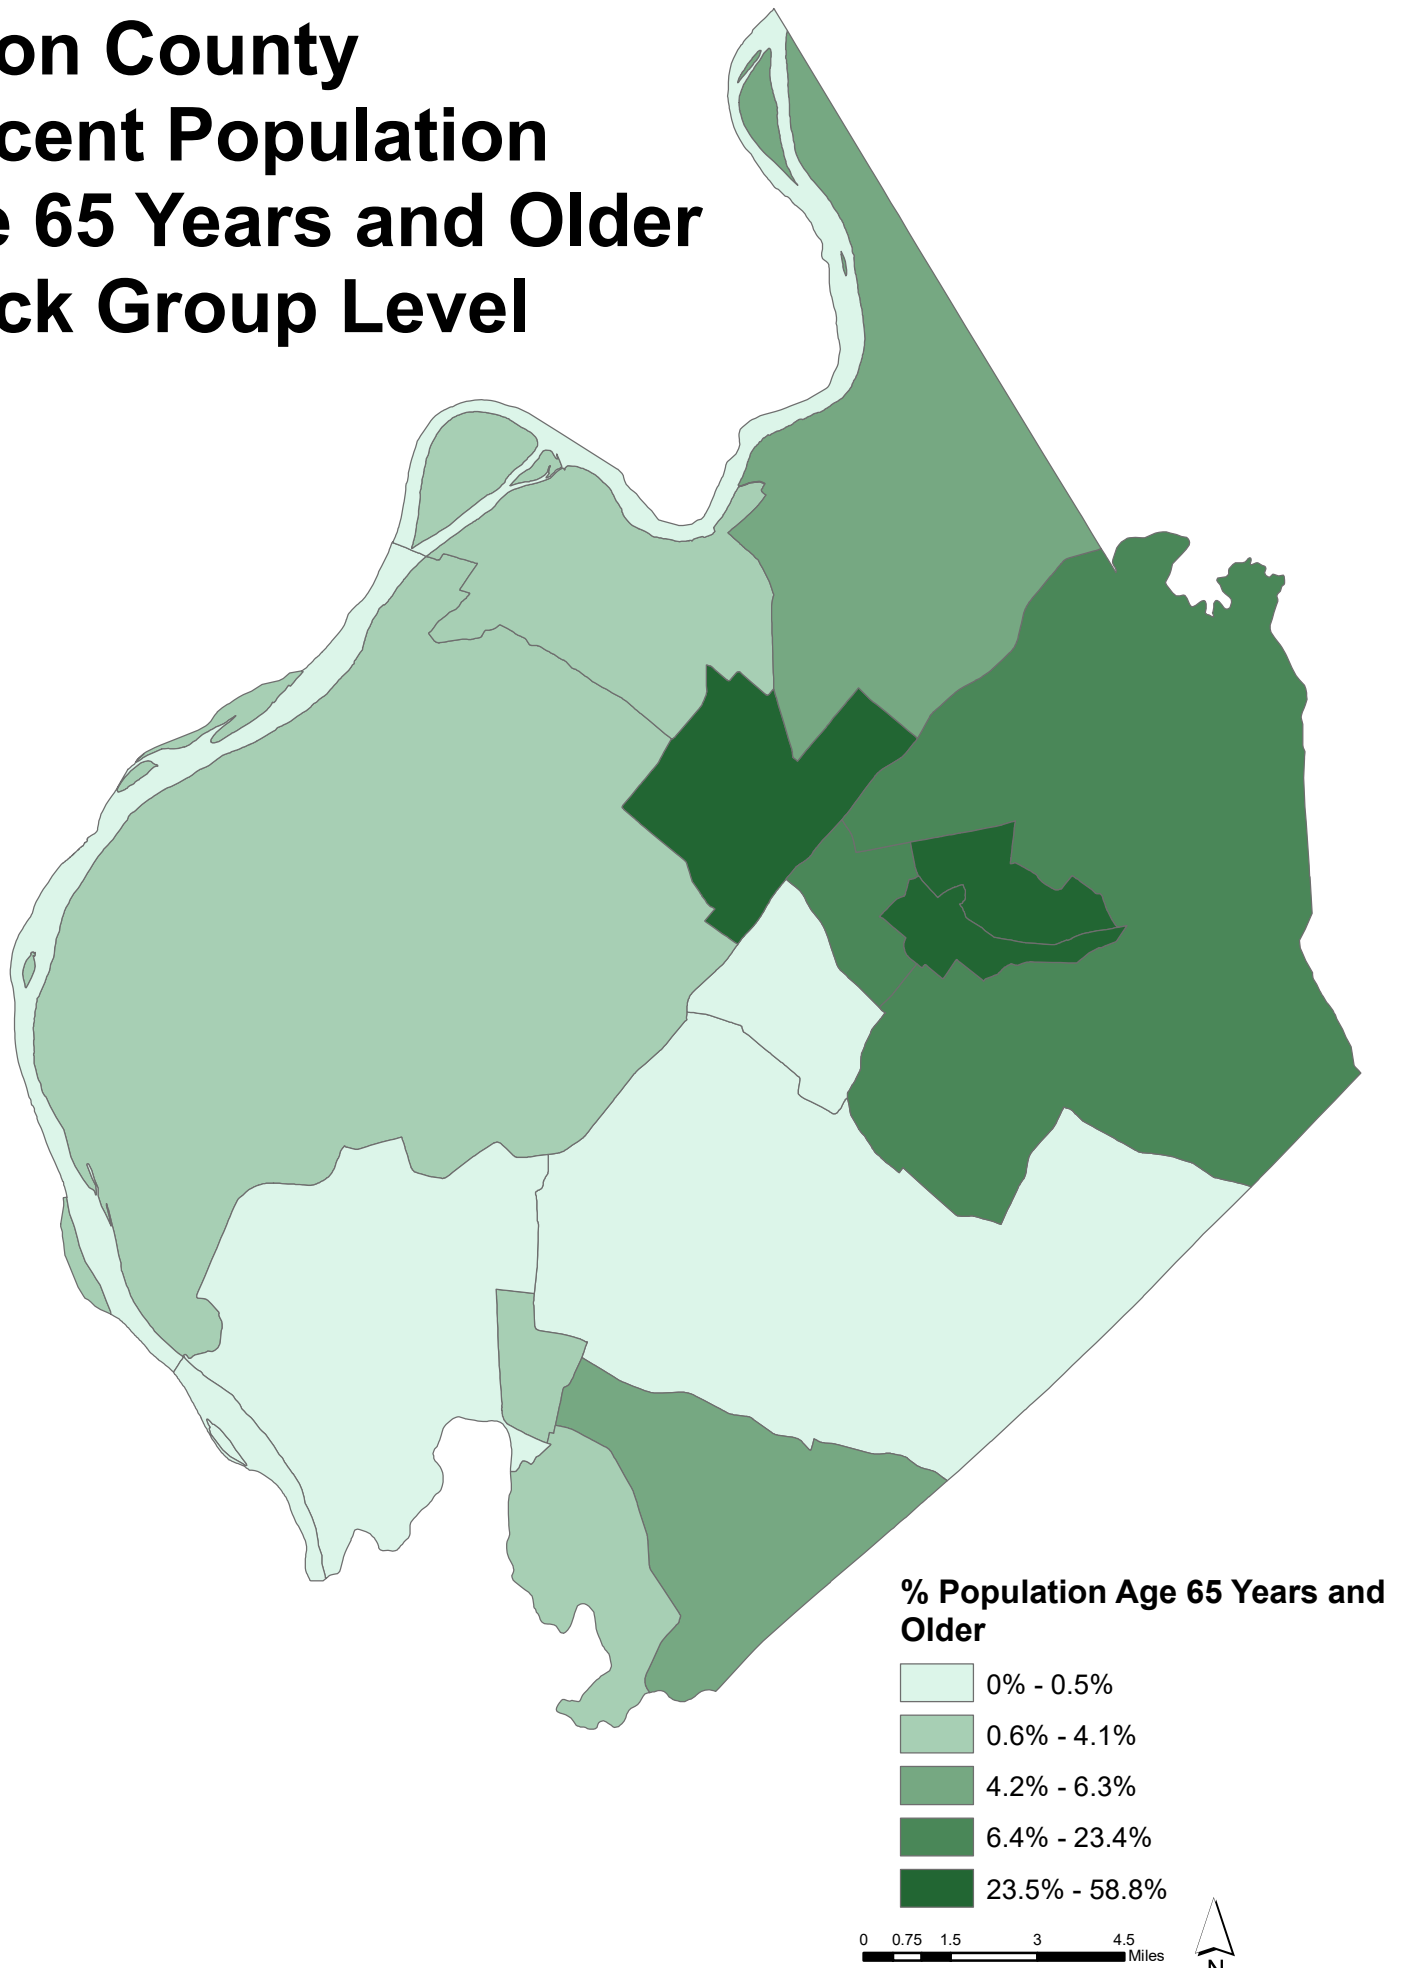 on County
cent Population
e 65 Years and Older
ck Group Level
% Population Age 65 Years and
Older
0% - 0.5%
0.6% - 4.1%
4.2% - 6.3%
6.4% - 23.4%
23.5% - 58.8%
0 0.75 1.5 3 4.5
Miles
N